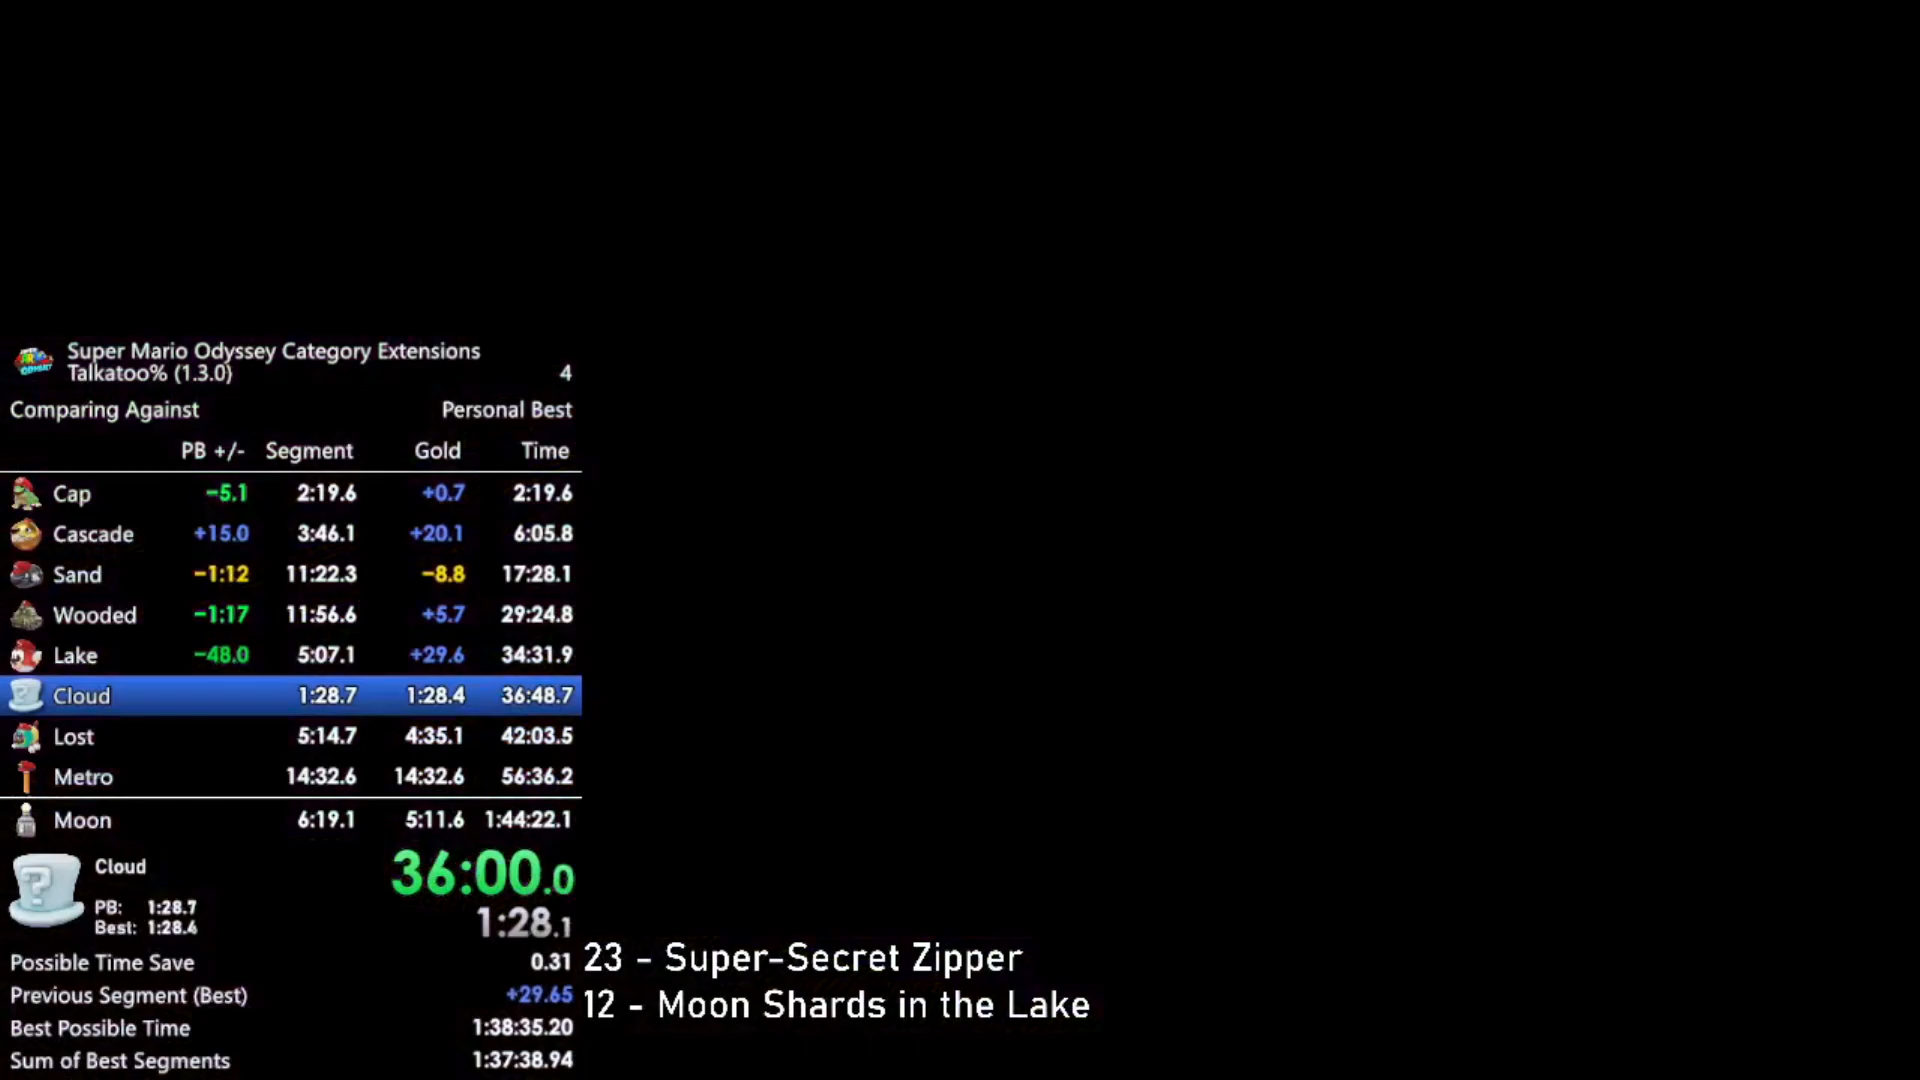 Super Mario Odyssey Category Extensions
Talkatoo% (1.3.0) 4
Comparing Against Personal Best
PB +/- Segment Gold Time
Cap −5.1 2:19.6 +0.7 2:19.6
Cascade +15.0 3:46.1 +20.1 6:05.8
Sand −1:12 11:22.3 −8.8 17:28.1
Wooded −1:17 11:56.6 +5.7 29:24.8
Lake −48.0 5:07.1 +29.6 34:31.9
Cloud 1:28.7 1:28.4 36:48.7
Lost 5:14.7 4:35.1 42:03.5
Metro 14:32.6 14:32.6 56:36.2
Moon 6:19.1 5:11.6 1:44:22.1
Cloud 36:00.0
PB: 1:28.7
Best: 1:28.4
1:28.1
Possible Time Save 0.31
Previous Segment (Best) +29.65
Best Possible Time 1:38:35.20
Sum of Best Segments 1:37:38.94
23 - Super-Secret Zipper
12 - Moon Shards in the Lake